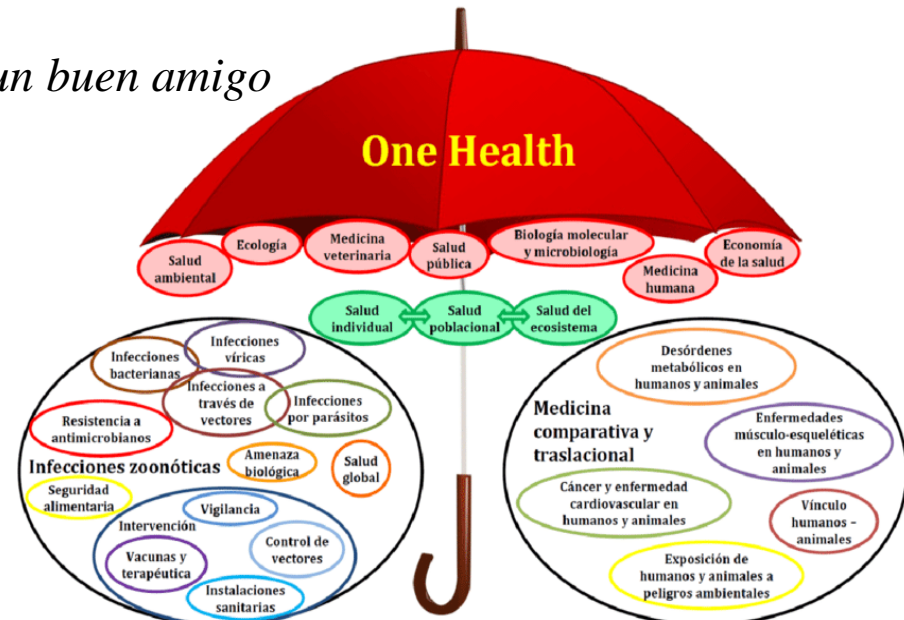 un buen amigo
One Health
Salud
ambiental
Ecología
Medicina
veterinaria
Salud
pública
Biología molecular
y microbiología
Medicina
humana
Economía
de la salud
Salud
individual
Salud
poblacional
Salud del
ecosistema
Infecciones
bacterianas
Infecciones
víricas
Infecciones a
través de
vectores
Infecciones
por parásitos
Resistencia a
antimicrobianos
Infecciones zoonóticas
Amenaza
biológica
Salud
global
Seguridad
alimentaria
Intervención
Vigilancia
Vacunas y
terapéutica
Control de
vectores
Instalaciones
sanitarias
Desórdenes
metabólicos en
humanos y animales
Medicina
comparativa y
traslacional
Enfermedades
músculo-esqueléticas
en humanos y
animales
Cáncer y enfermedad
cardiovascular en
humanos y animales
Vínculo
humanos –
animales
Exposición de
humanos y animales a
peligros ambientales